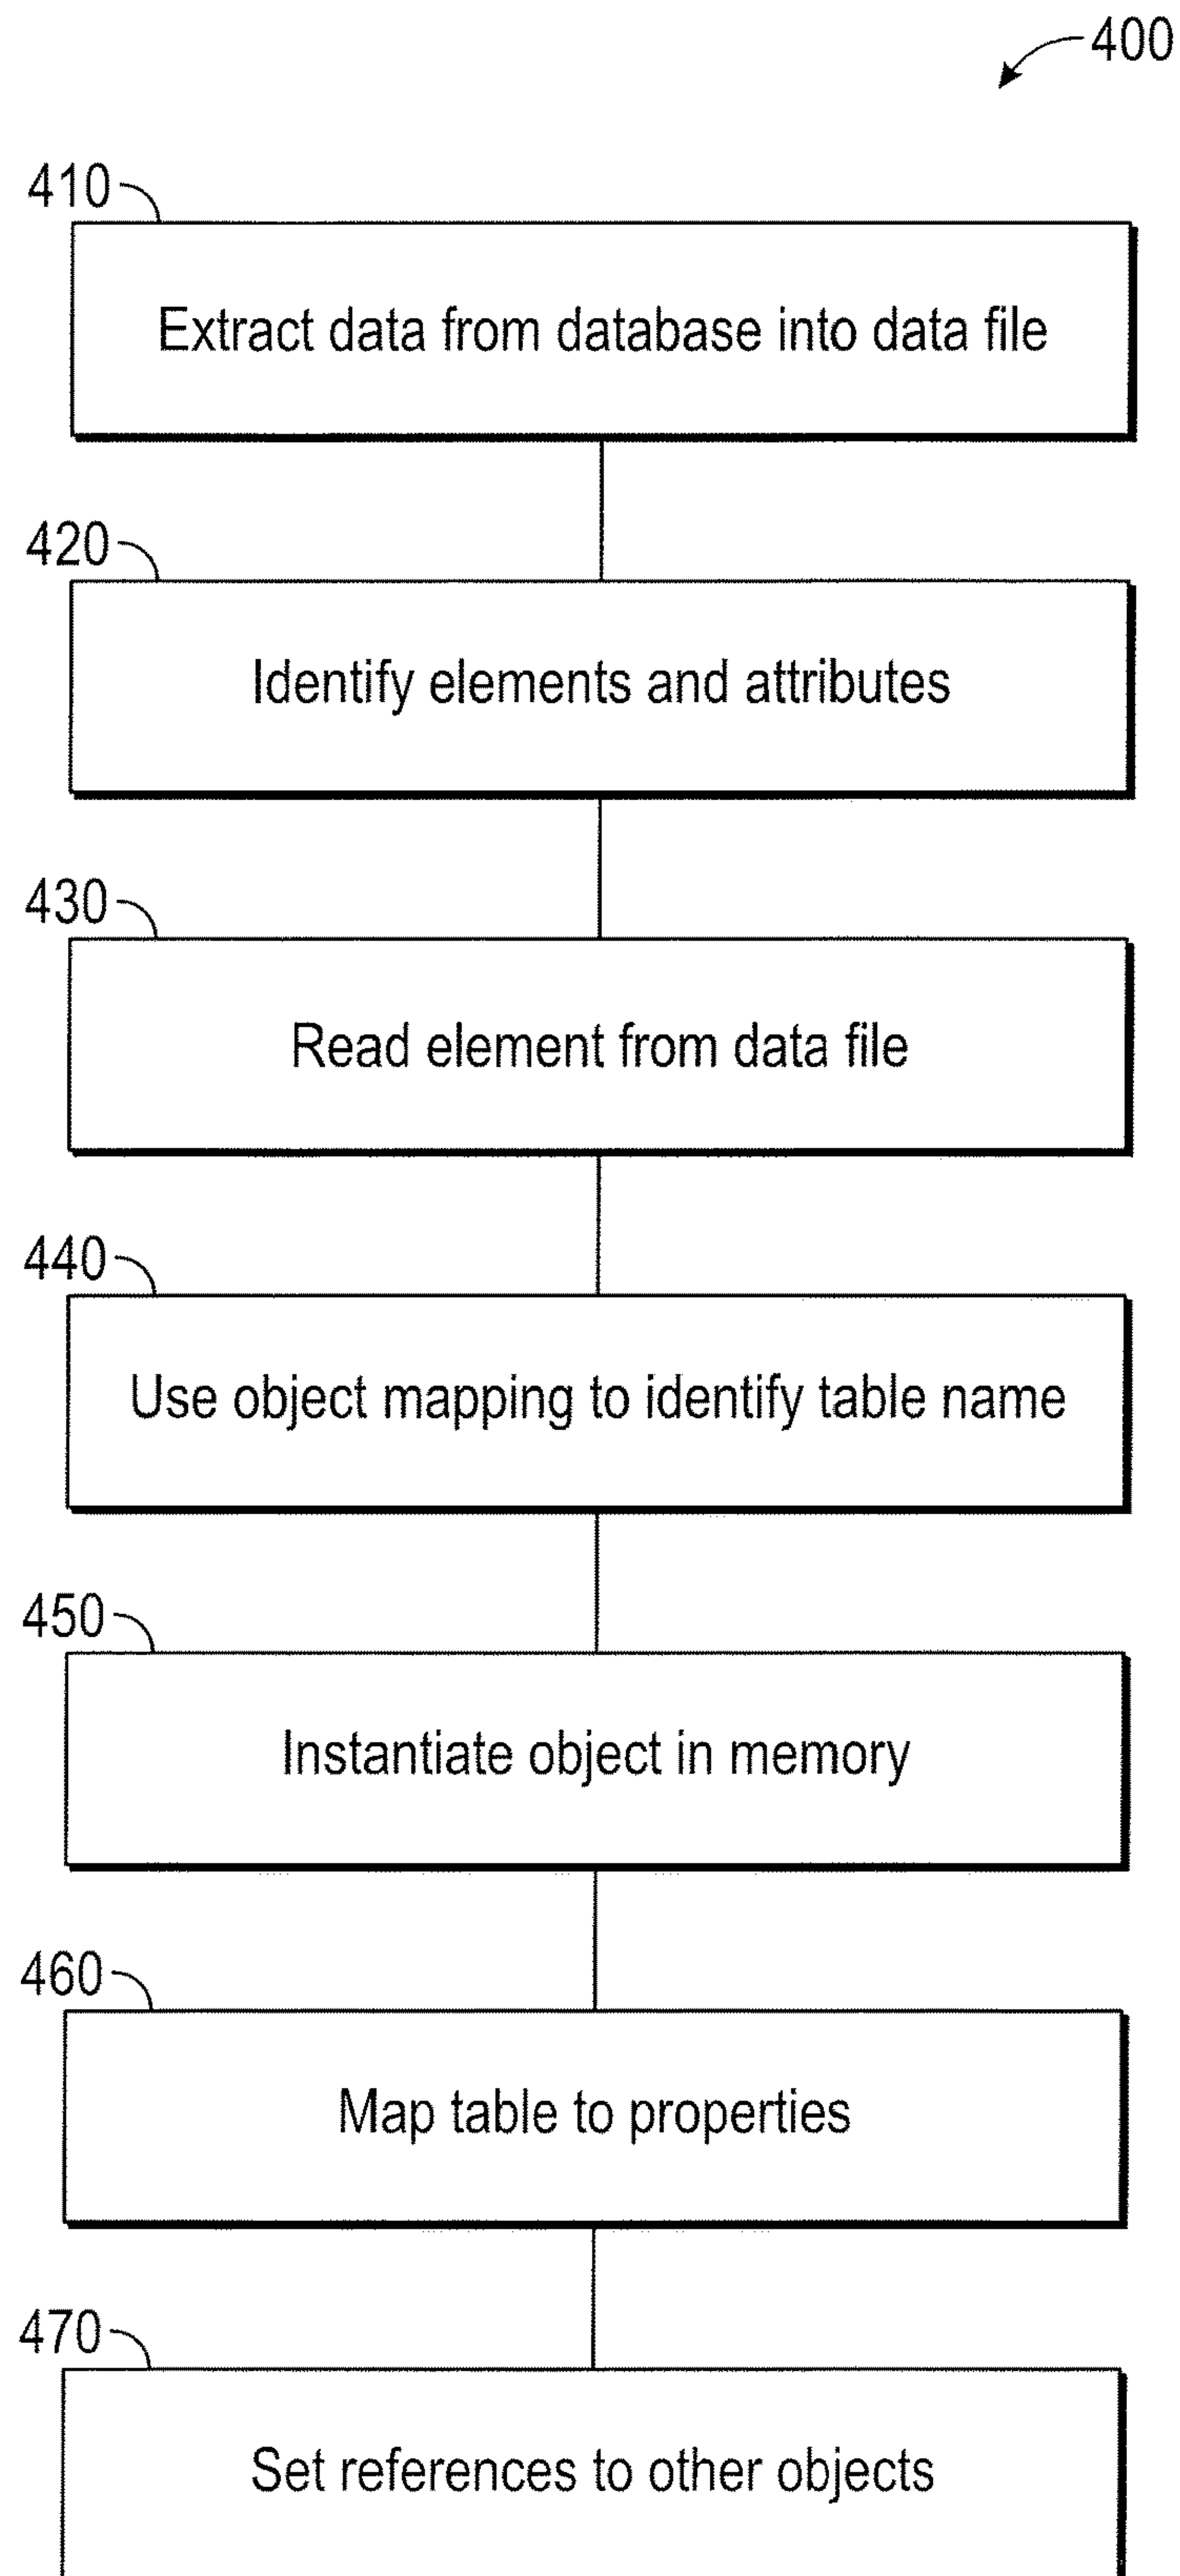 400
410
Extract data from database into data file
420
Identify elements and attributes
430
Read element from data file
440
Use object mapping to identify table name
450
Instantiate object in memory
460
Map table to properties
470
Set references to other objects